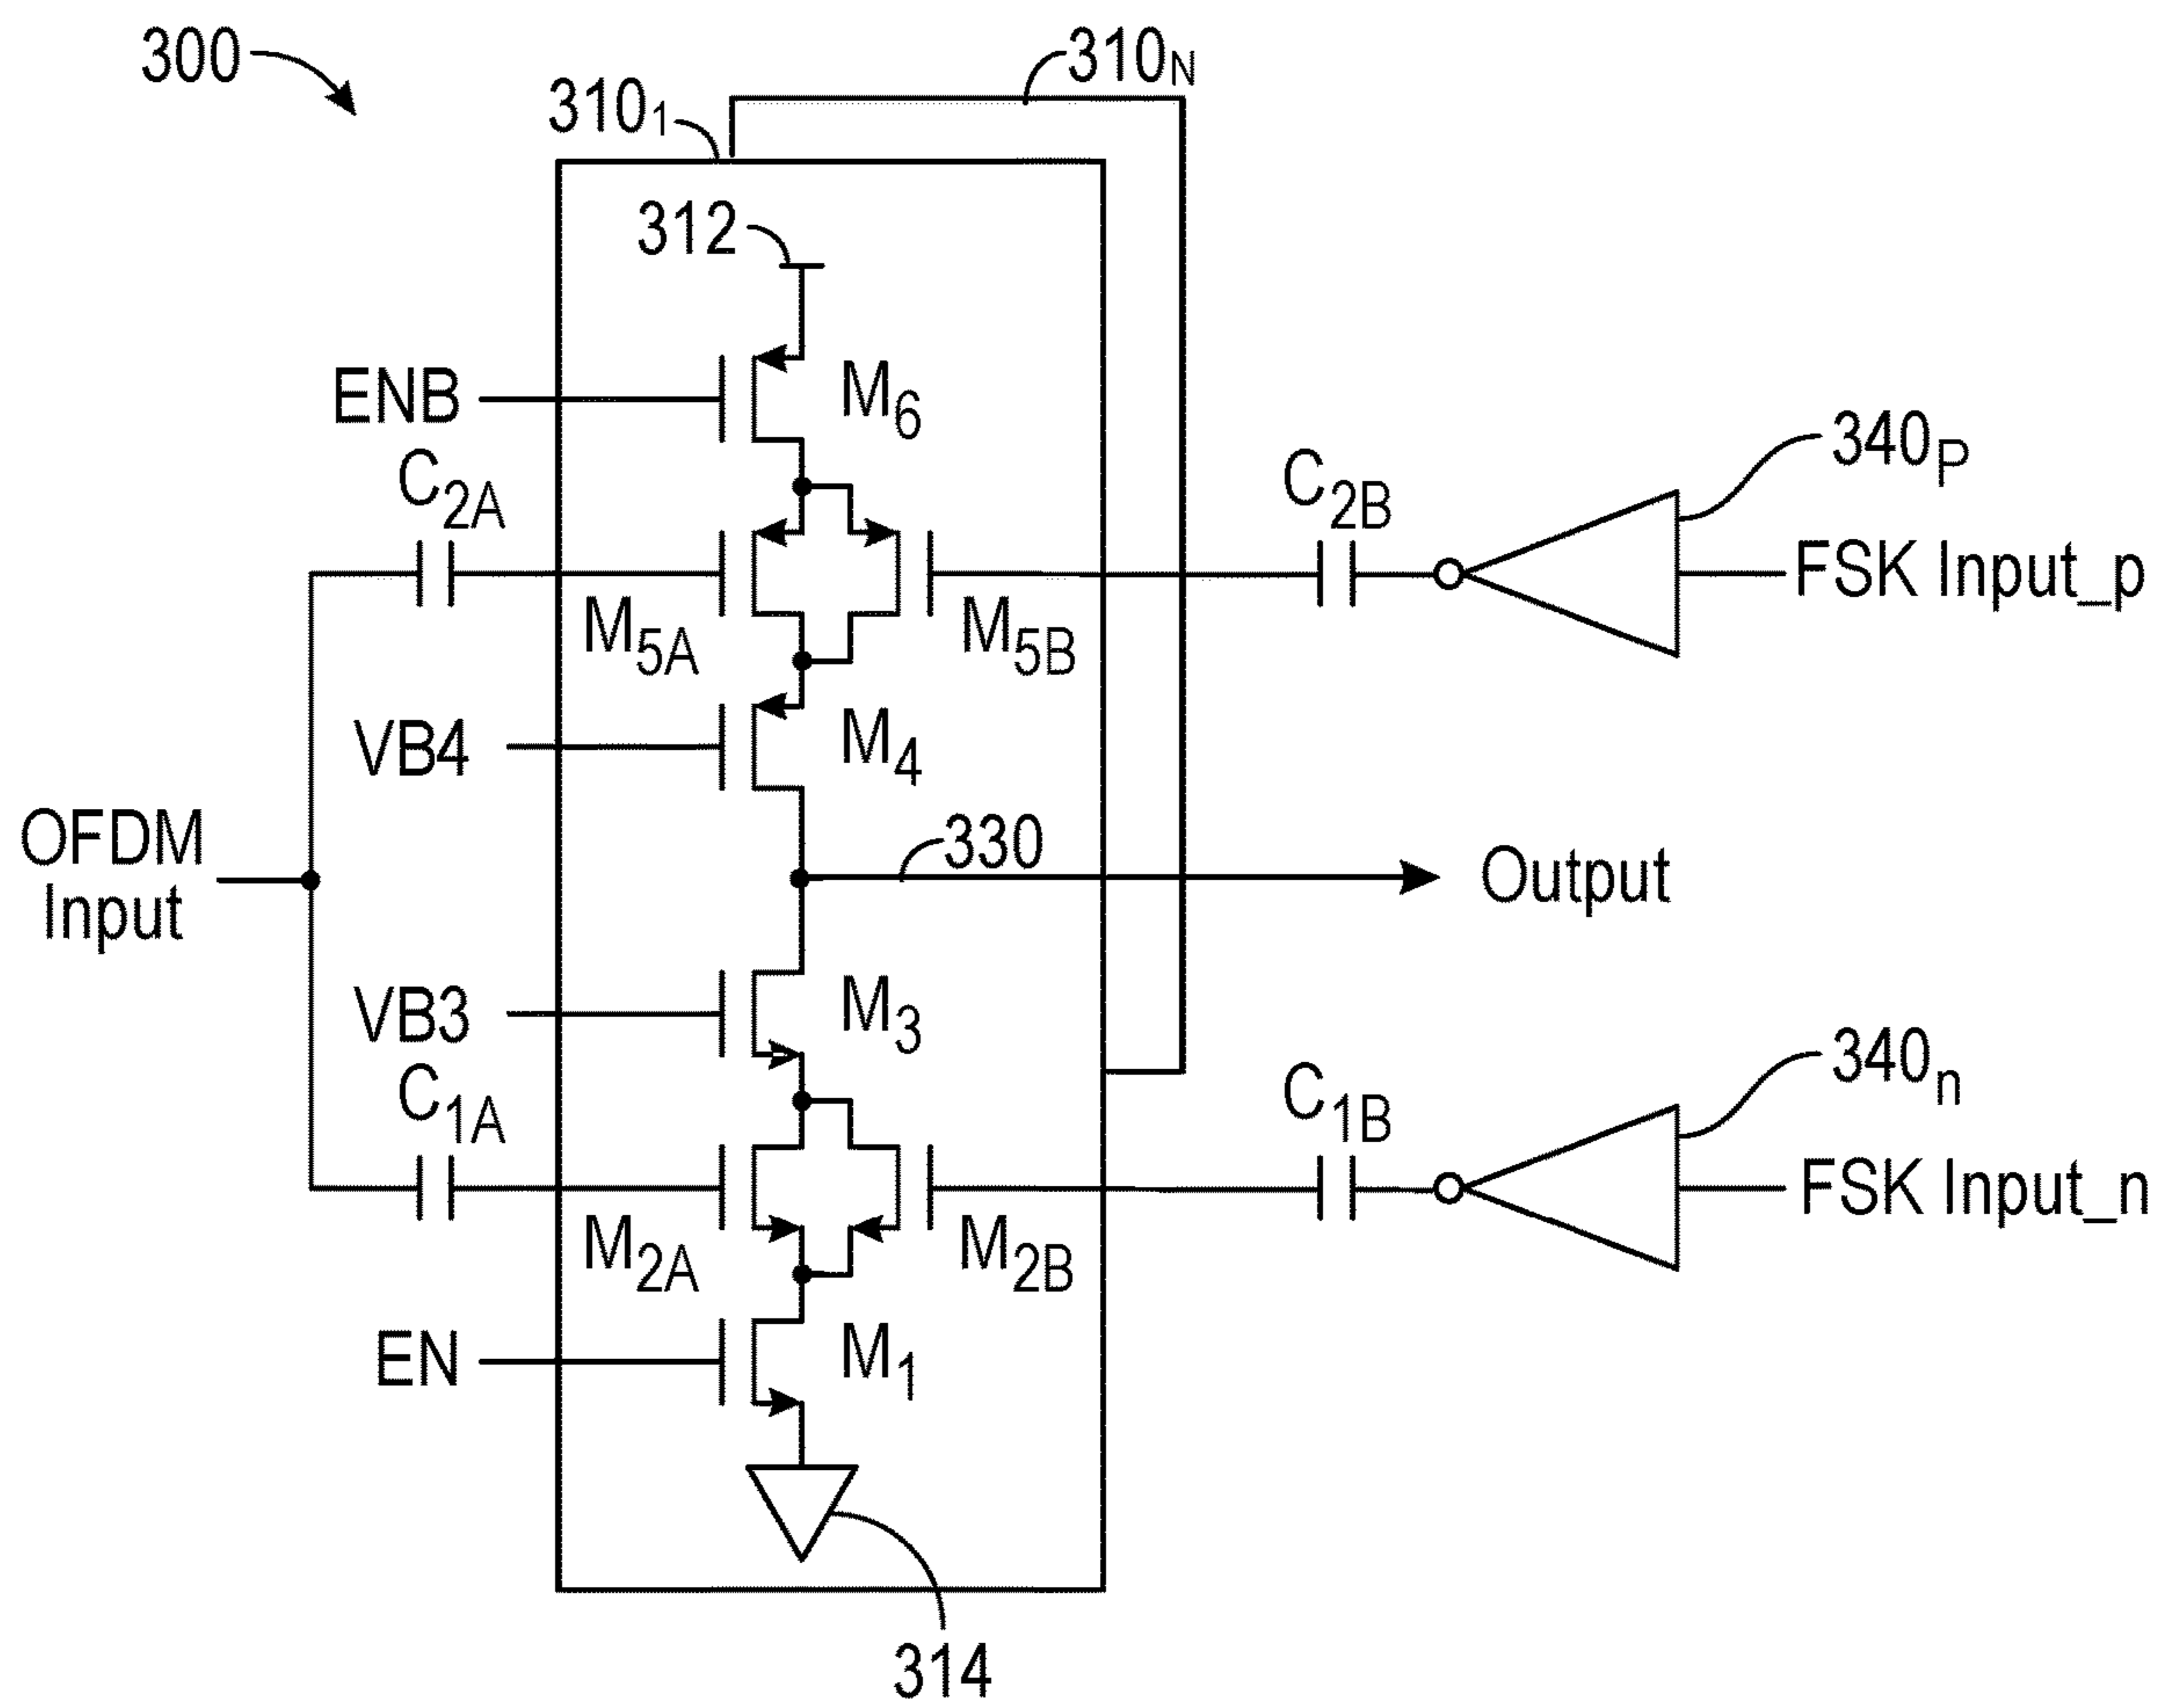 300
310N
3101
312
ENB
M6
C2A
C2B
340P
FSK Input_p
M5A
M5B
VB4
M4
OFDM
Input
330
Output
VB3
M3
C1A
C1B
340n
FSK Input_n
M2A
M2B
EN
M1
314